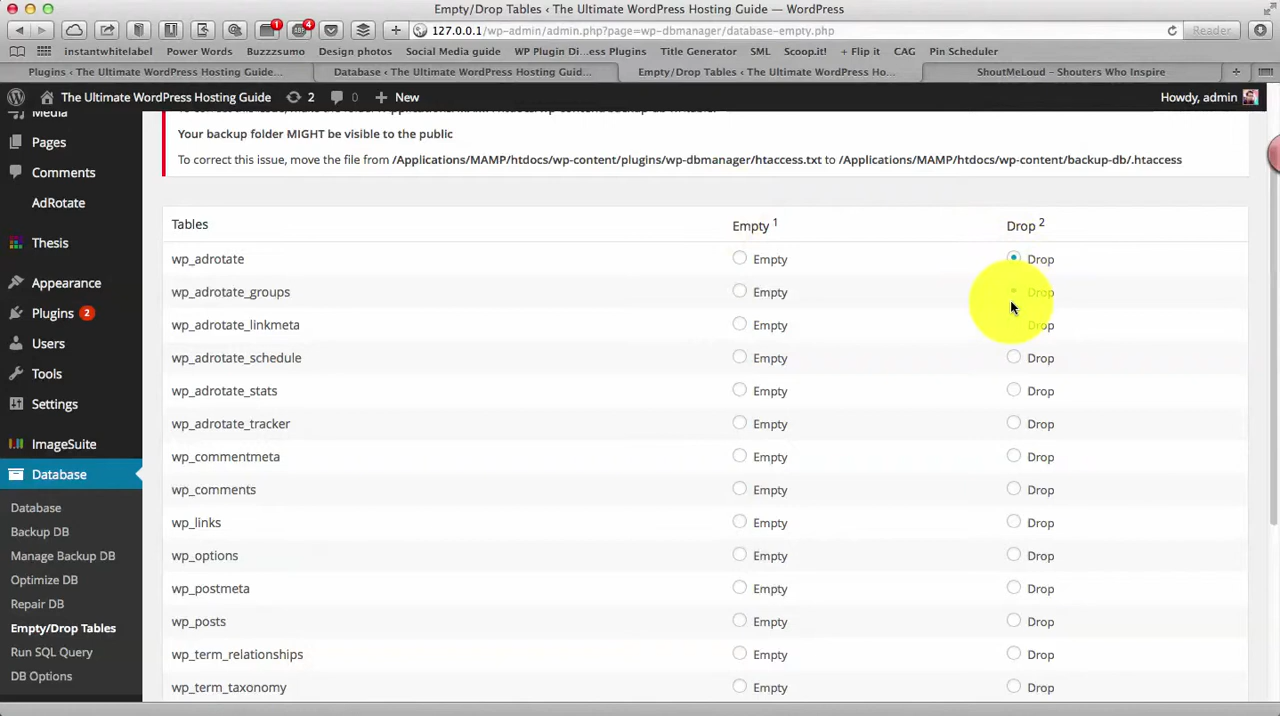 Empty/Drop Tables ‹ The Ultimate WordPress Hosting Guide — WordPress
1
4
127.0.0.1/wp-admin/admin.php?page=wp-dbmanager/database-empty.php
Reader
instantwhitelabel Power Words Buzzzsumo Design photos Social Media guide WP Plugin Di...ess Plugins Title Generator SML Scoop.it! + Flip it CAG Pin Scheduler
Plugins ‹ The Ultimate WordPress Hosting Guide... Database ‹ The Ultimate WordPress Hosting Guid... Empty/Drop Tables ‹ The Ultimate WordPress Ho... ShoutMeLoud – Shouters Who Inspire
The Ultimate WordPress Hosting Guide 2 0 + New Howdy, admin
Media
Pages
Comments
AdRotate
Thesis
Appearance
Plugins 2
Users
Tools
Settings
ImageSuite
Database
Database
Backup DB
Manage Backup DB
Optimize DB
Repair DB
Empty/Drop Tables
Run SQL Query
DB Options
Your backup folder MIGHT be visible to the public
To correct this issue, move the file from /Applications/MAMP/htdocs/wp-content/plugins/wp-dbmanager/htaccess.txt to /Applications/MAMP/htdocs/wp-content/backup-db/.htaccess
Tables Empty 1 Drop 2
wp_adrotate Empty Drop
wp_adrotate_groups Empty Drop
wp_adrotate_linkmeta Empty Drop
wp_adrotate_schedule Empty Drop
wp_adrotate_stats Empty Drop
wp_adrotate_tracker Empty Drop
wp_commentmeta Empty Drop
wp_comments Empty Drop
wp_links Empty Drop
wp_options Empty Drop
wp_postmeta Empty Drop
wp_posts Empty Drop
wp_term_relationships Empty Drop
wp_term_taxonomy Empty Drop